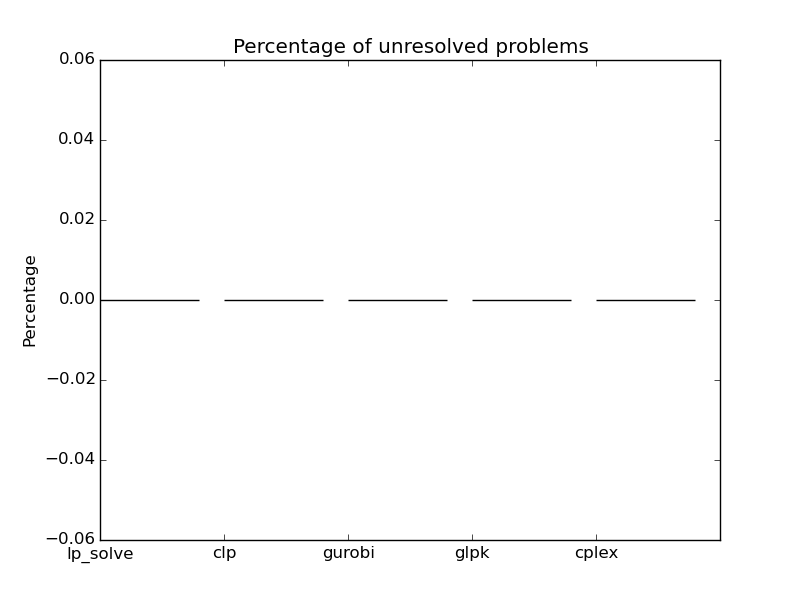 Percentage of unresolved problems
0.06
0.04
0.02
0.00
−0.02
−0.04
−0.06
Percentage
lp_solve clp gurobi glpk cplex